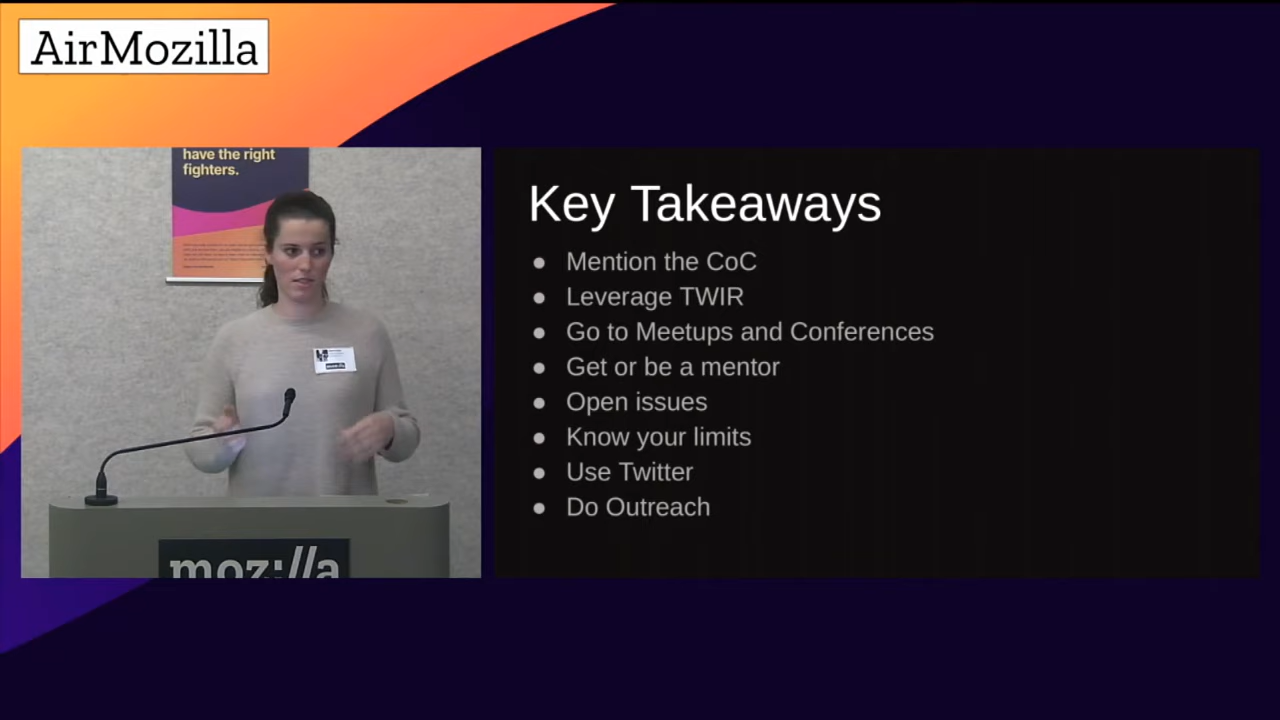 AirMozilla
have the right
fighters.
moz://a
Key Takeaways
● Mention the CoC
● Leverage TWIR
● Go to Meetups and Conferences
● Get or be a mentor
● Open issues
● Know your limits
● Use Twitter
● Do Outreach